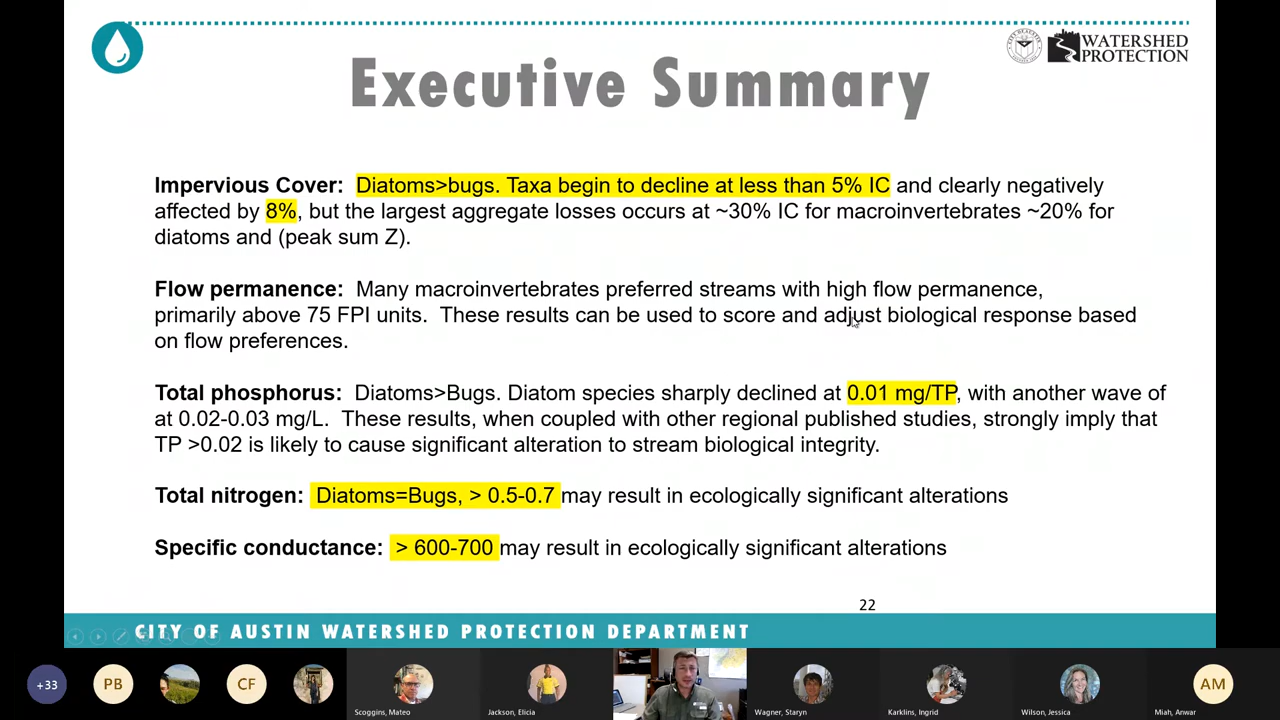 WATERSHED
PROTECTION
Executive Summary
Impervious Cover: Diatoms>bugs. Taxa begin to decline at less than 5% IC and clearly negatively
affected by 8%, but the largest aggregate losses occurs at ~30% IC for macroinvertebrates ~20% for
diatoms and (peak sum Z).
Flow permanence: Many macroinvertebrates preferred streams with high flow permanence,
primarily above 75 FPI units. These results can be used to score and adjust biological response based
on flow preferences.
Total phosphorus: Diatoms>Bugs. Diatom species sharply declined at 0.01 mg/TP, with another wave of
at 0.02-0.03 mg/L. These results, when coupled with other regional published studies, strongly imply that
TP >0.02 is likely to cause significant alteration to stream biological integrity.
Total nitrogen: Diatoms=Bugs, > 0.5-0.7 may result in ecologically significant alterations
Specific conductance: > 600-700 may result in ecologically significant alterations
22
CITY OF AUSTIN WATERSHED PROTECTION DEPARTMENT
+33
PB
CF
AM
Scoggins, Mateo
Jackson, Elicia
Wagner, Staryn
Karklins, Ingrid
Wilson, Jessica
Miah, Anwar